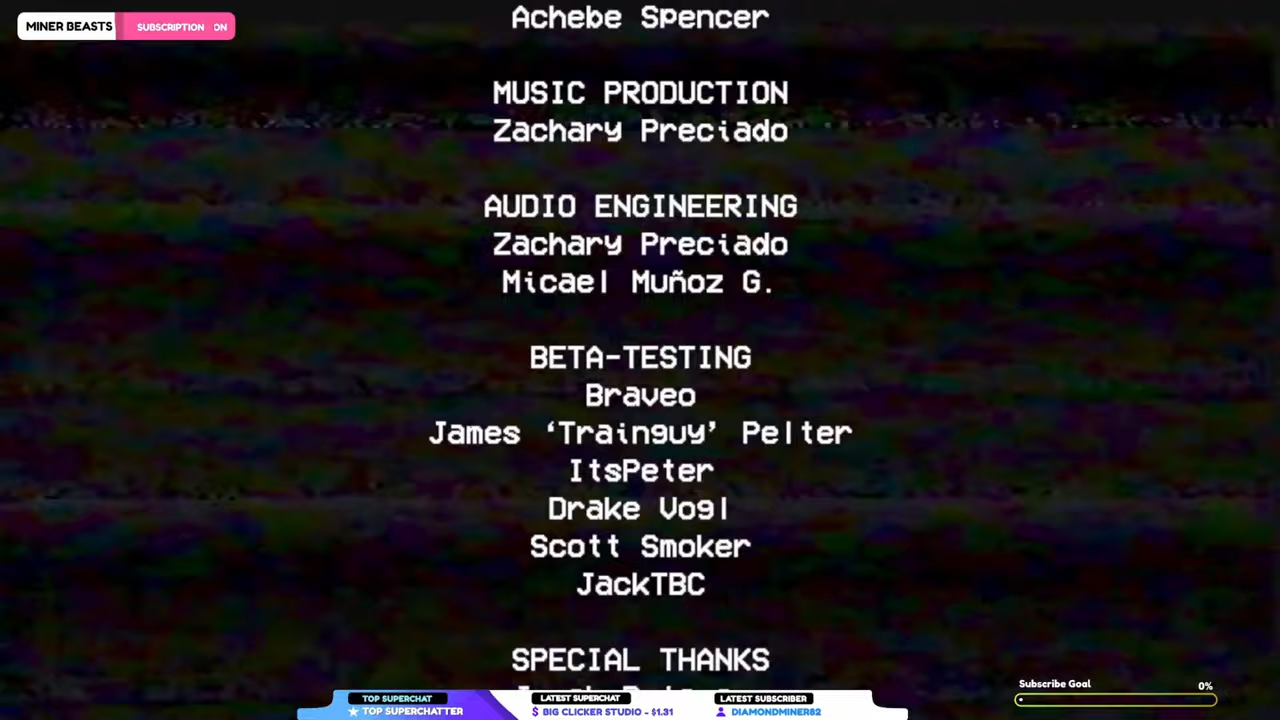 Achebe Spencer
MINER BEASTS SUBSCRIPTION ON
MUSIC PRODUCTION
Zachary Preciado
AUDIO ENGINEERING
Zachary Preciado
Micael Muñoz G.
BETA-TESTING
Braveo
James ‘Trainguy’ Pelter
ItsPeter
Drake Vogl
Scott Smoker
JackTBC
SPECIAL THANKS
Subscribe Goal
0%
TOP SUPERCHAT
TOP SUPERCHATTER
LATEST SUPERCHAT
$ BIG CLICKER STUDIO - $1.31
LATEST SUBSCRIBER
DIAMONDMINER82